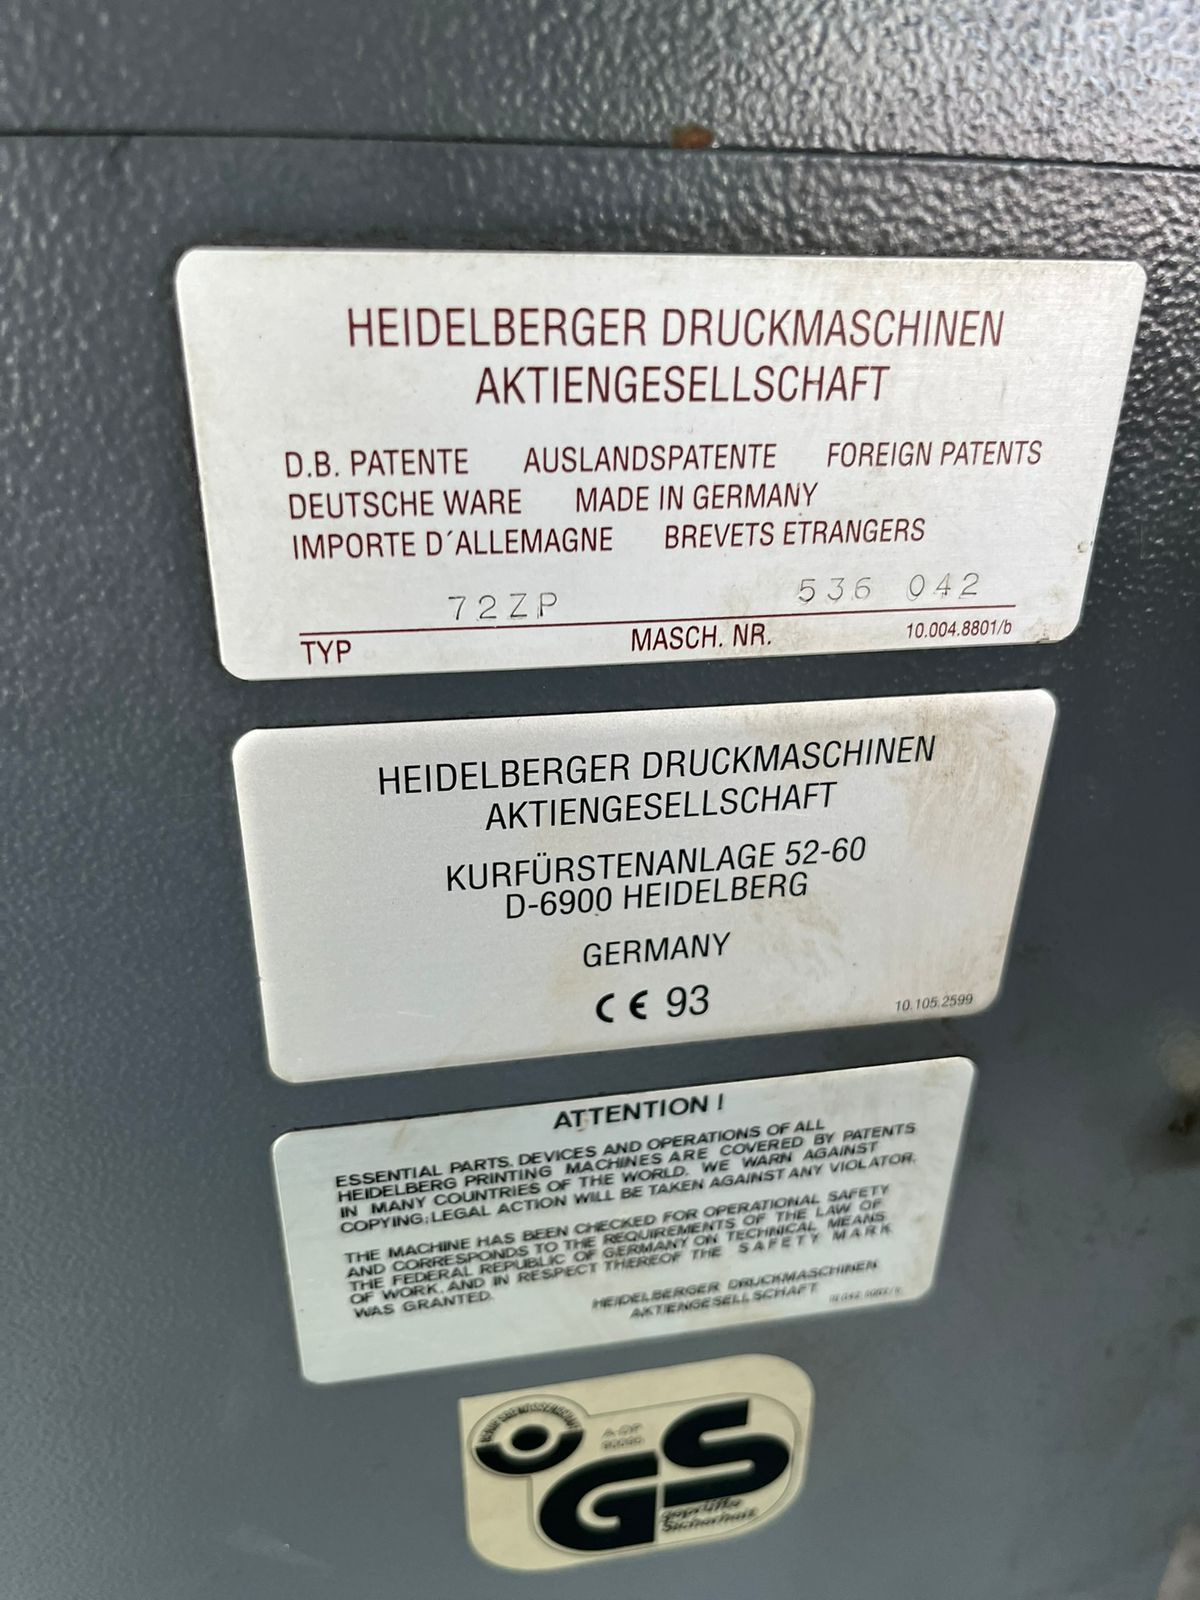 HEIDELBERGER DRUCKMASCHINEN
AKTIENGESELLSCHAFT
D.B. PATENTE AUSLANDSPATENTE FOREIGN PATENTS
DEUTSCHE WARE MADE IN GERMANY
IMPORTE D´ALLEMAGNE BREVETS ETRANGERS
72ZP 536 042
TYP MASCH. NR. 10.004.8801/b
HEIDELBERGER DRUCKMASCHINEN
AKTIENGESELLSCHAFT
KURFÜRSTENANLAGE 52-60
D-6900 HEIDELBERG
GERMANY
CE 93
10.105.2599
ATTENTION !
ESSENTIAL PARTS, DEVICES AND OPERATIONS OF ALL
HEIDELBERG PRINTING MACHINES ARE COVERED BY PATENTS
IN MANY COUNTRIES OF THE WORLD. WE WARN AGAINST
COPYING; LEGAL ACTION WILL BE TAKEN AGAINST ANY VIOLATOR.
THE MACHINE HAS BEEN CHECKED FOR OPERATIONAL SAFETY
AND CORRESPONDS TO THE REQUIREMENTS OF THE LAW OF
THE FEDERAL REPUBLIC OF GERMANY ON TECHNICAL MEANS
OF WORK, AND IN RESPECT THEREOF THE SAFETY MARK
WAS GRANTED.
HEIDELBERGER DRUCKMASCHINEN
AKTIENGESELLSCHAFT
GS
geprüfte
Sicherheit